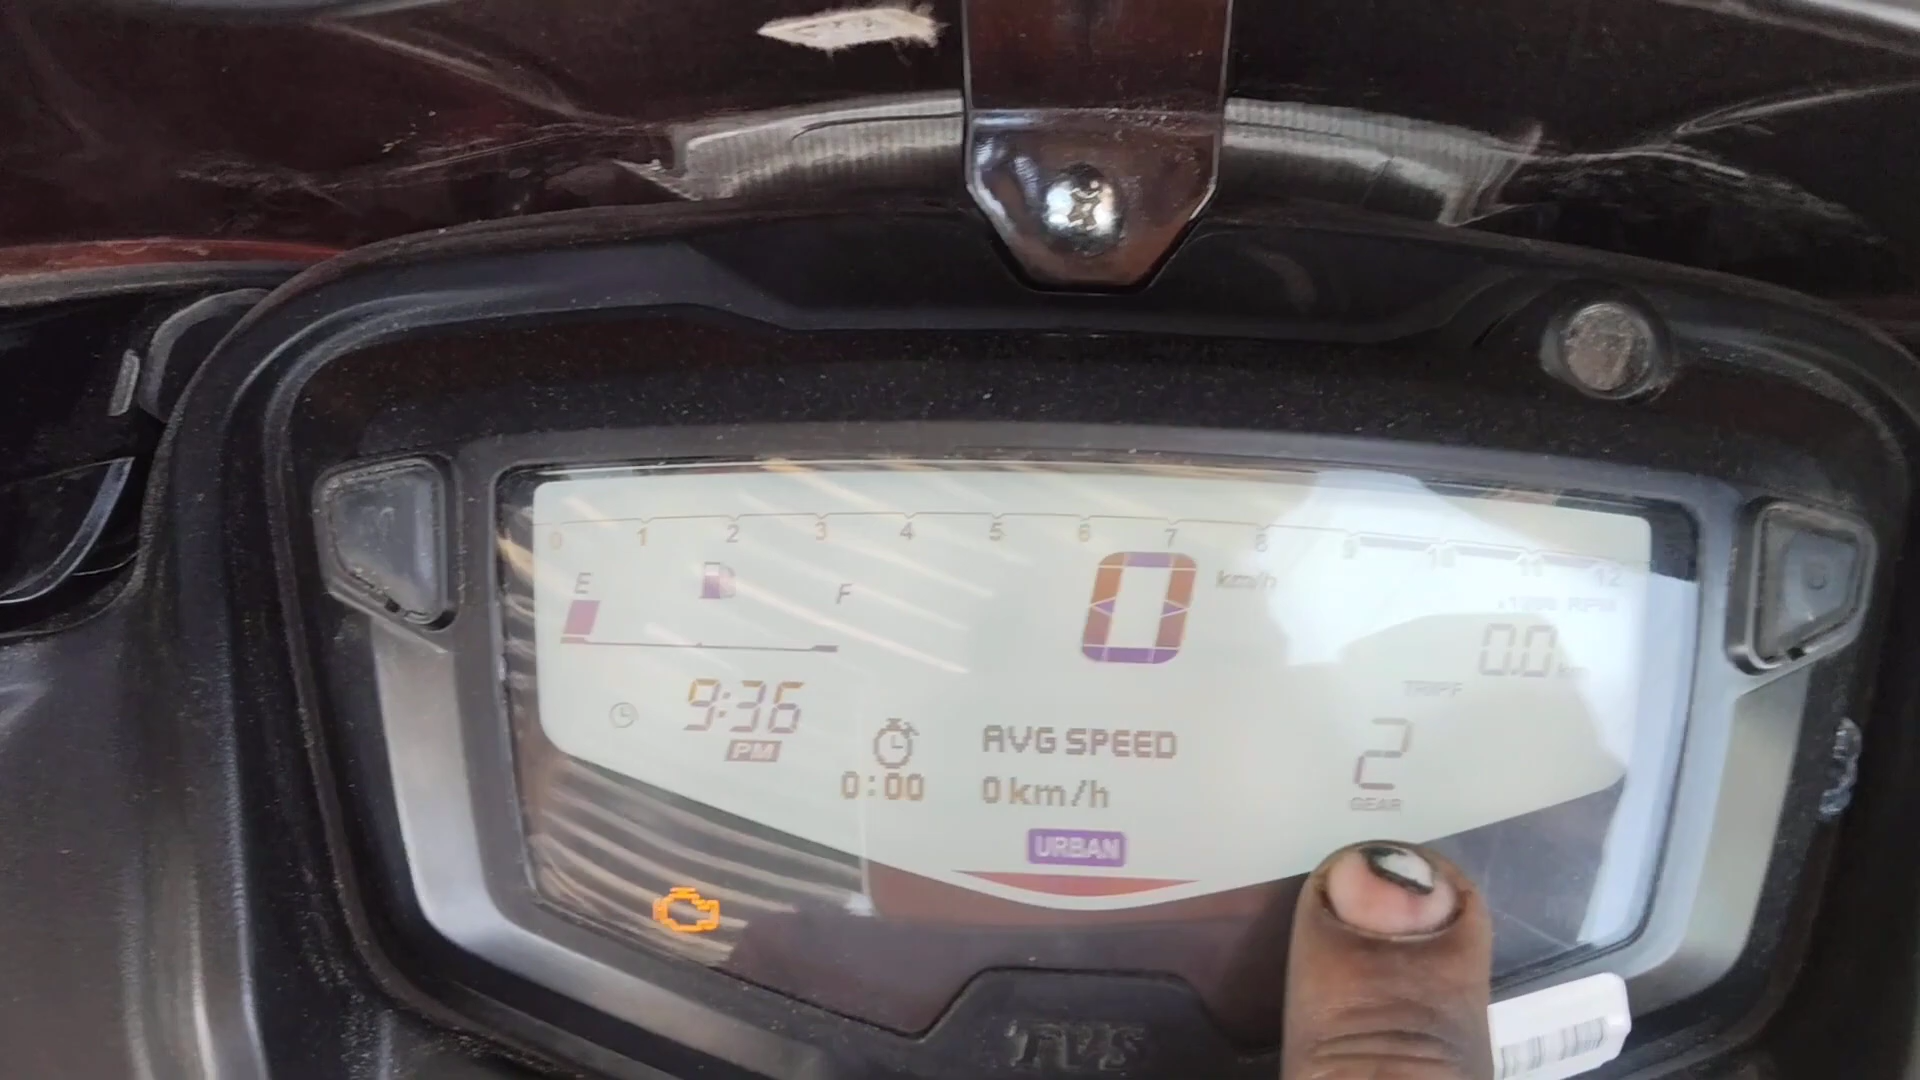 0 1 2 3 4 5 6 7 8 9 10 11 12
E F
0 km/h
x1000 RPM
0.0 km
TRIP F
9:36
PM
0:00
AVG SPEED
0 km/h
2
GEAR
URBAN
TVS